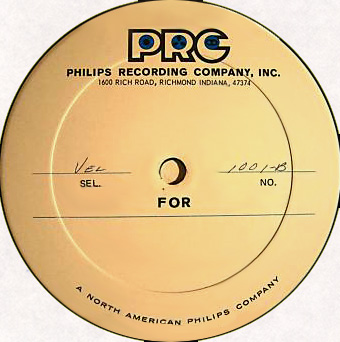 PRC
PHILIPS RECORDING COMPANY, INC.
1600 RICH ROAD, RICHMOND INDIANA, 47374
VEL 1001-B
SEL. NO.
FOR
A NORTH AMERICAN PHILIPS COMPANY